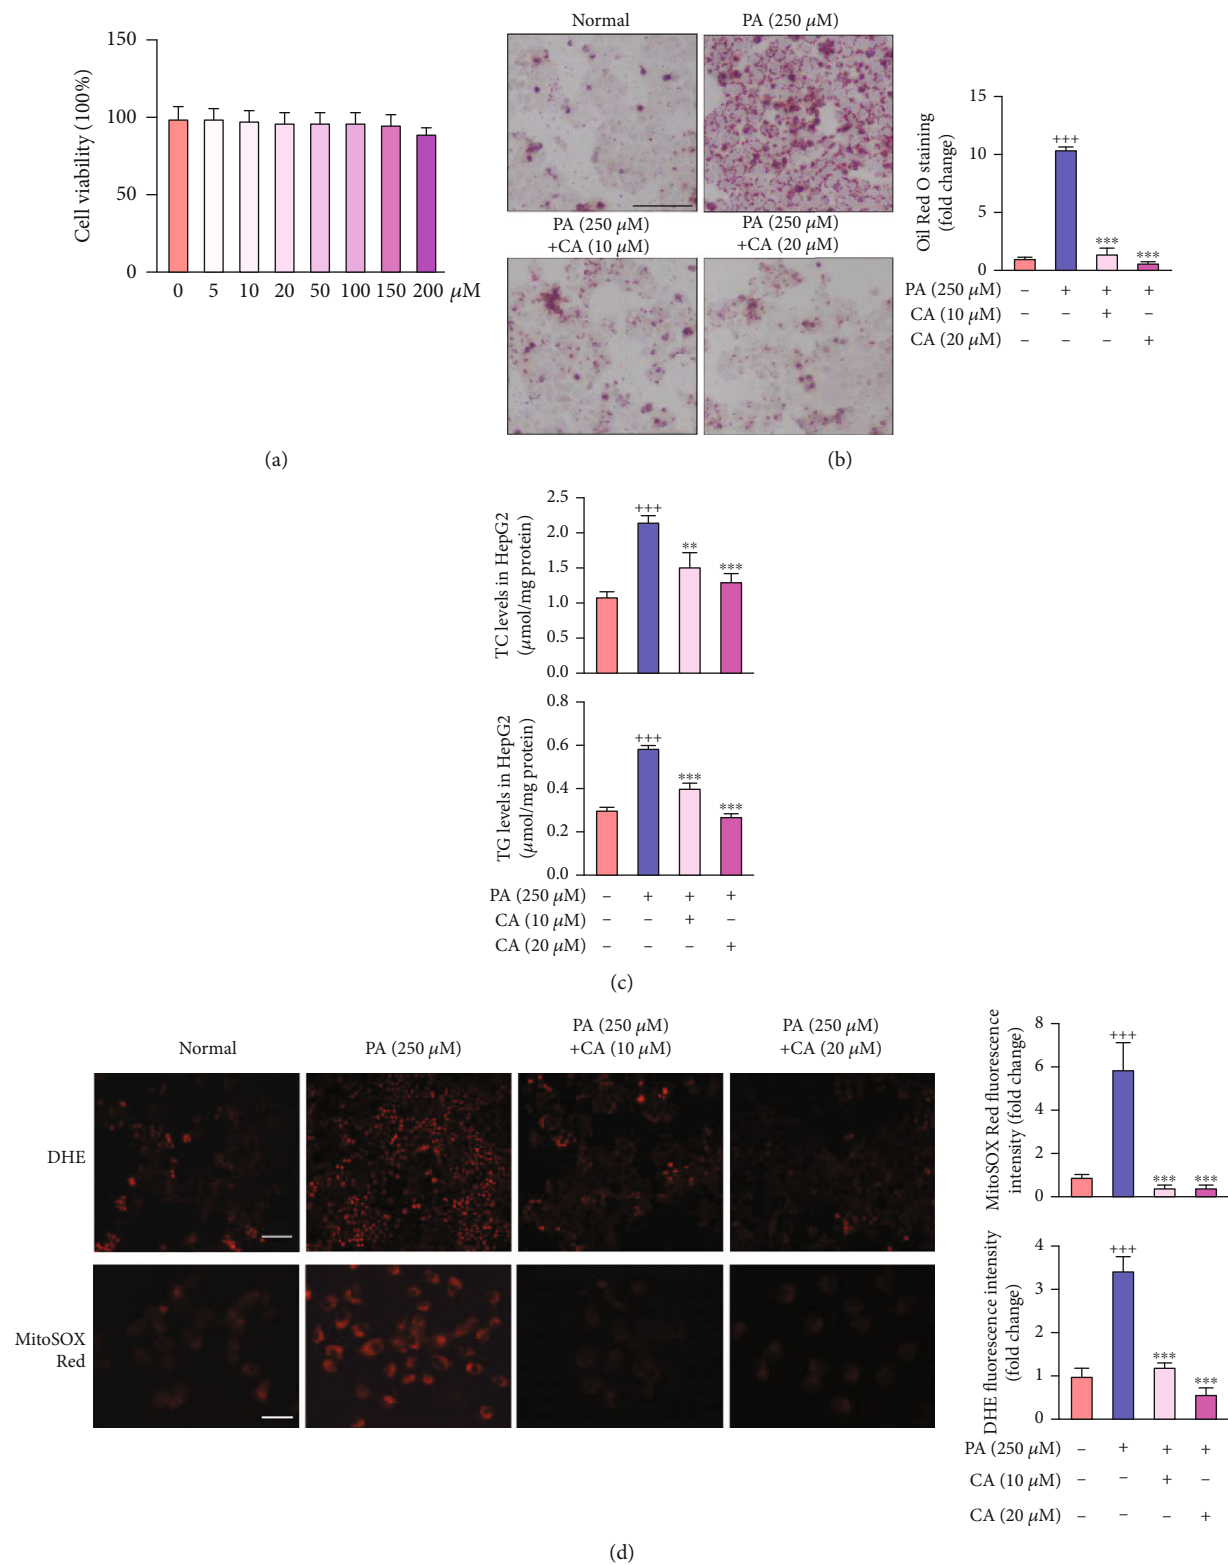 150
100
50
0
Cell viability (100%)
0 5 10 20 50 100 150 200 μM
(a)
Normal
PA (250 μM)
PA (250 μM)
+CA (10 μM)
PA (250 μM)
+CA (20 μM)
15
10
5
0
Oil Red O staining
(fold change)
+++
***
***
PA (250 μM) – + + +
CA (10 μM) – – + –
CA (20 μM) – – – +
(b)
2.5
2.0
1.5
1.0
0.5
0.0
TC levels in HepG2
(μmol/mg protein)
+++
**
***
0.8
0.6
0.4
0.2
0.0
TG levels in HepG2
(μmol/mg protein)
+++
***
***
PA (250 μM) – + + +
CA (10 μM) – – + –
CA (20 μM) – – – +
(c)
Normal
PA (250 μM)
PA (250 μM)
+CA (10 μM)
PA (250 μM)
+CA (20 μM)
DHE
MitoSOX
Red
8
6
4
2
0
MitoSOX Red fluorescence
intensity (fold change)
+++
***
***
4
3
2
1
0
DHE fluorescence intensity
(fold change)
+++
***
***
PA (250 μM) – + + +
CA (10 μM) – – + –
CA (20 μM) – – – +
(d)